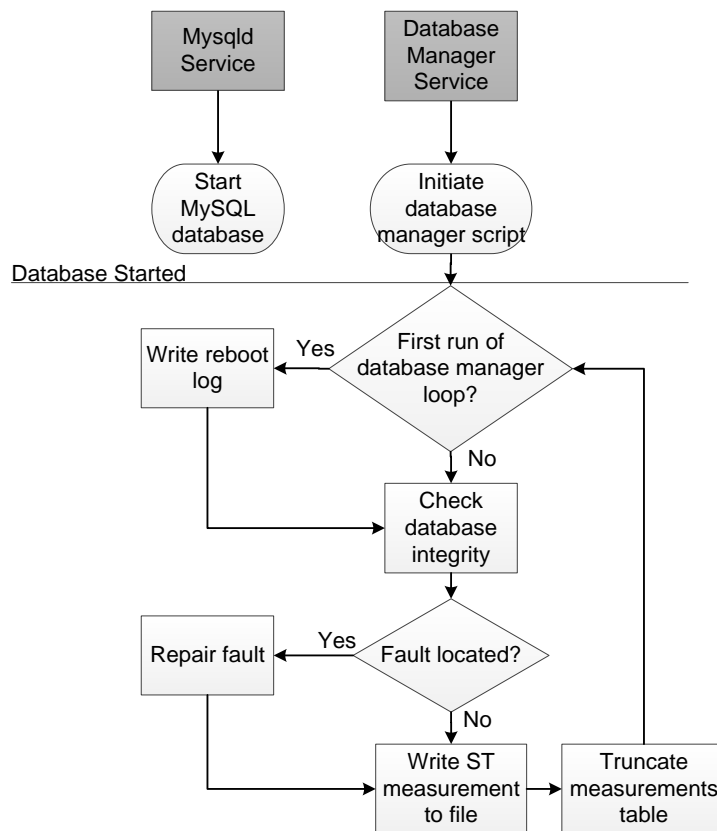 Mysqld
Service
Database
Manager
Service
Start
MySQL
database
Initiate
database
manager script
Database Started
First run of
database manager
loop?
Yes
Write reboot
log
No
Check
database
integrity
Fault located?
Yes
Repair fault
No
Write ST
measurement
to file
Truncate
measurements
table